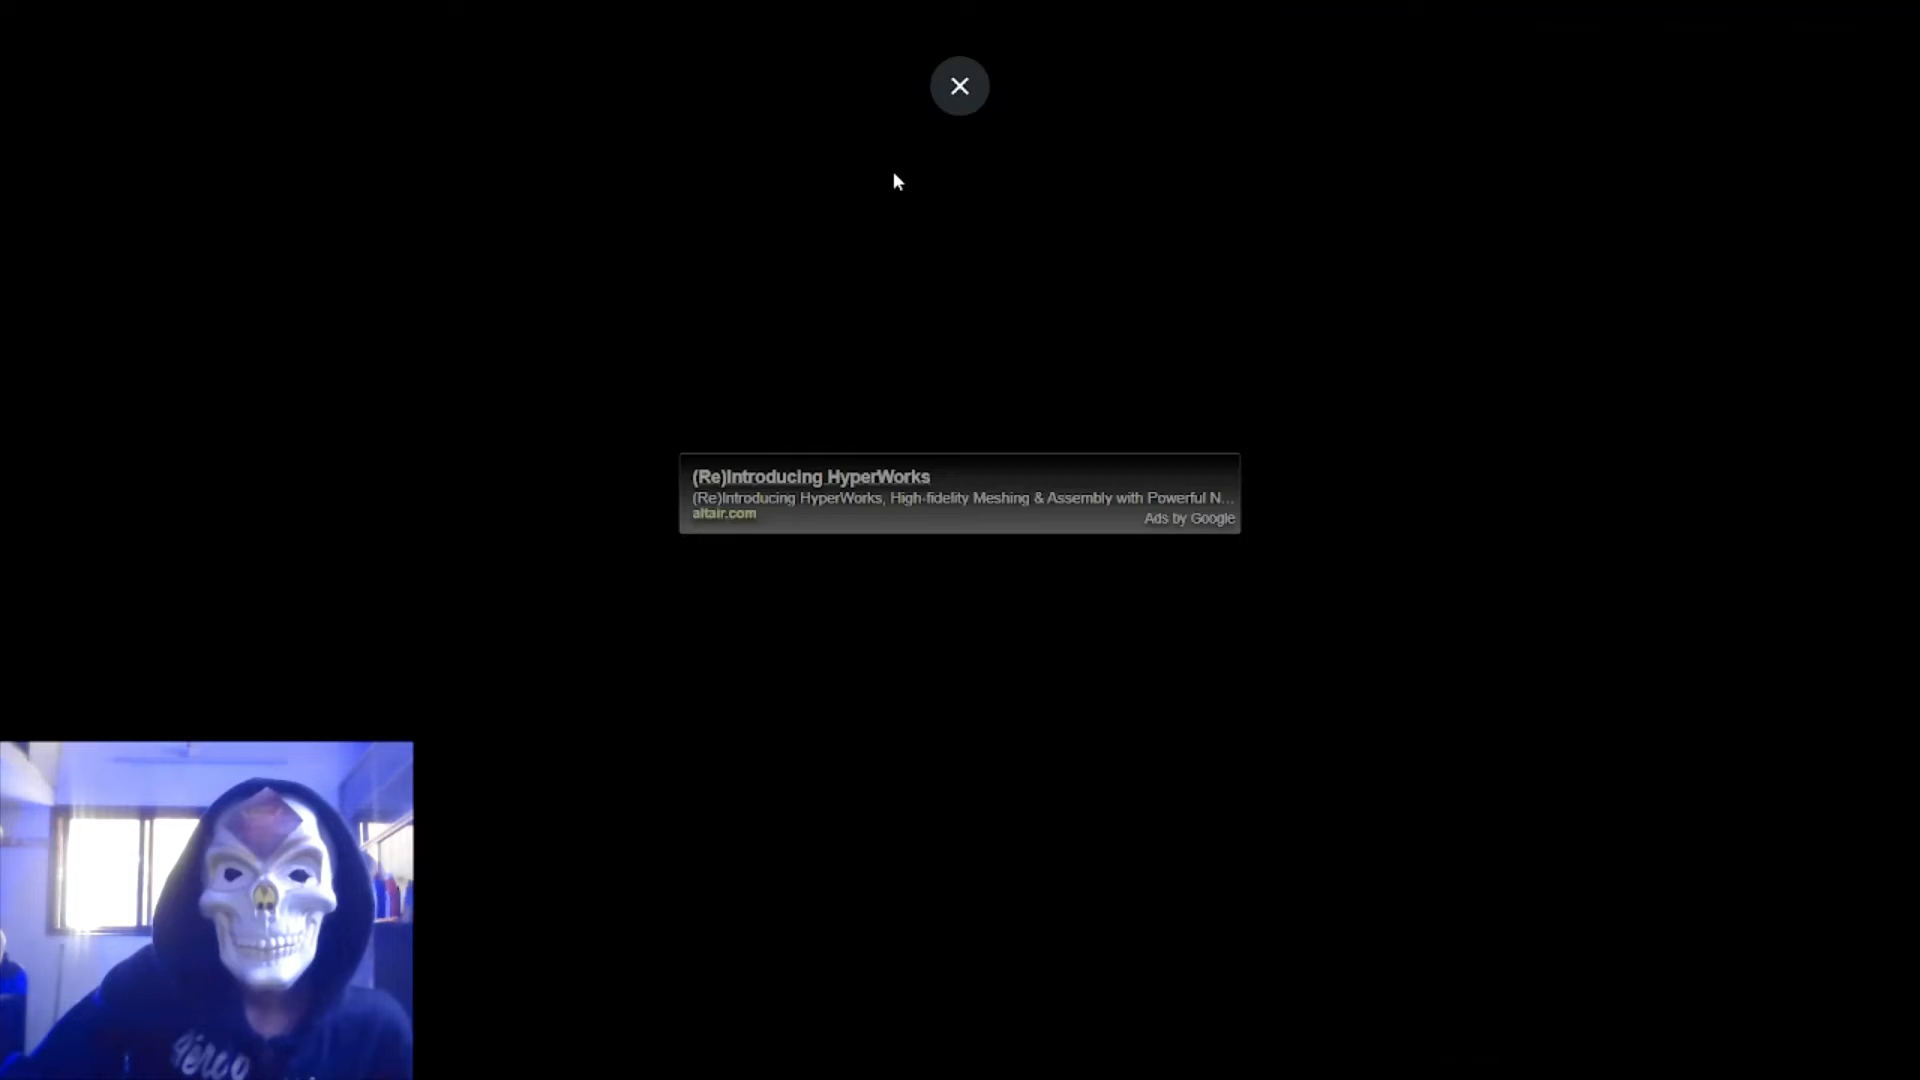 (Re)Introducing HyperWorks
(Re)Introducing HyperWorks, High-fidelity Meshing & Assembly with Powerful N...
altair.com
Ads by Google